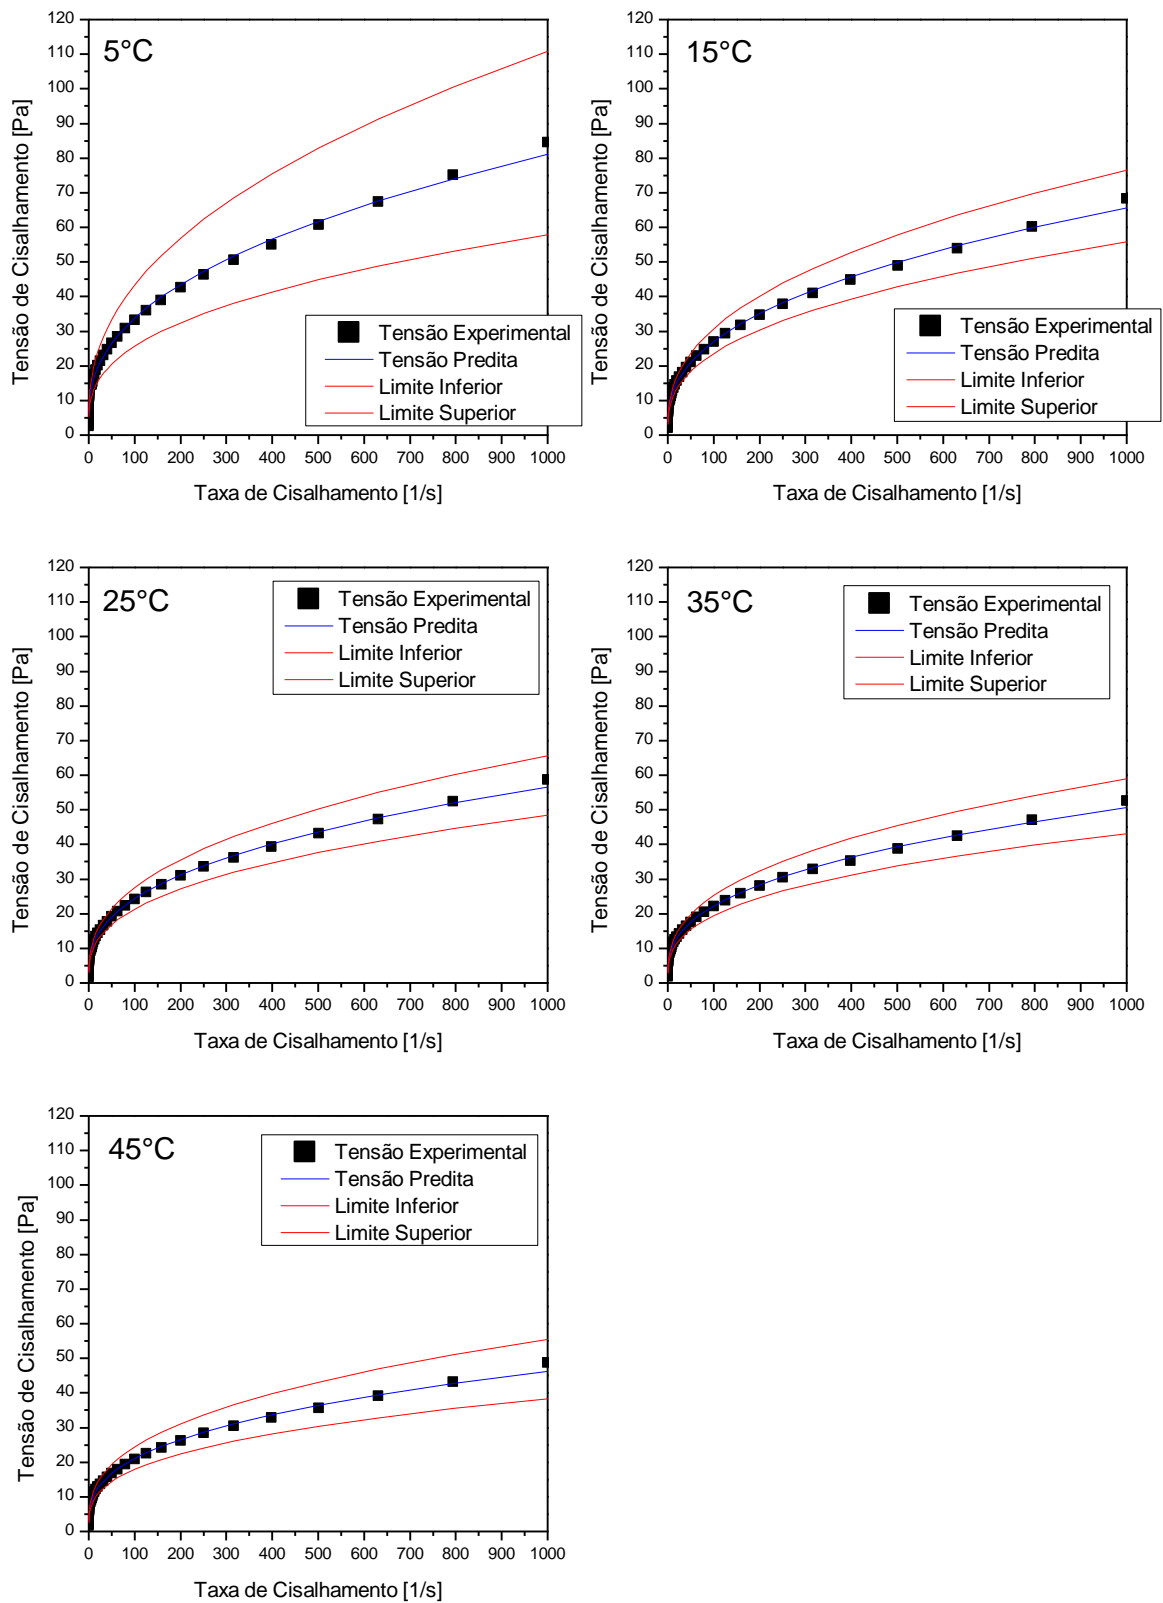 5°C
Tensão de Cisalhamento [Pa]
120
110
100
90
80
70
60
50
40
30
20
10
0
Tensão Experimental
Tensão Predita
Limite Inferior
Limite Superior
0 100 200 300 400 500 600 700 800 900 1000
Taxa de Cisalhamento [1/s]
15°C
Tensão de Cisalhamento [Pa]
120
110
100
90
80
70
60
50
40
30
20
10
0
Tensão Experimental
Tensão Predita
Limite Inferior
Limite Superior
0 100 200 300 400 500 600 700 800 900 1000
Taxa de Cisalhamento [1/s]
25°C
Tensão de Cisalhamento [Pa]
120
110
100
90
80
70
60
50
40
30
20
10
0
Tensão Experimental
Tensão Predita
Limite Inferior
Limite Superior
0 100 200 300 400 500 600 700 800 900 1000
Taxa de Cisalhamento [1/s]
35°C
Tensão de Cisalhamento [Pa]
120
110
100
90
80
70
60
50
40
30
20
10
0
Tensão Experimental
Tensão Predita
Limite Inferior
Limite Superior
0 100 200 300 400 500 600 700 800 900 1000
Taxa de Cisalhamento [1/s]
45°C
Tensão de Cisalhamento [Pa]
120
110
100
90
80
70
60
50
40
30
20
10
0
Tensão Experimental
Tensão Predita
Limite Inferior
Limite Superior
0 100 200 300 400 500 600 700 800 900 1000
Taxa de Cisalhamento [1/s]